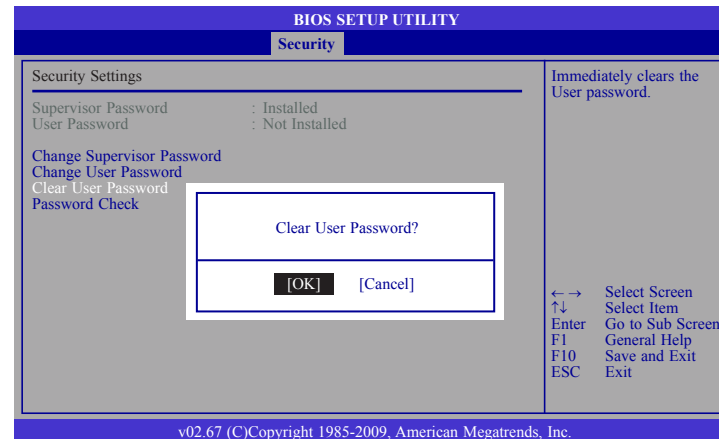 BIOS SETUP UTILITY
Security
Security Settings
Supervisor Password : Installed
User Password : Not Installed
Change Supervisor Password
Change User Password
Clear User Password
Password Check
Clear User Password?
[OK] [Cancel]
Immediately clears the
User password.
←→ Select Screen
↑↓ Select Item
Enter Go to Sub Screen
F1 General Help
F10 Save and Exit
ESC Exit
v02.67 (C)Copyright 1985-2009, American Megatrends, Inc.